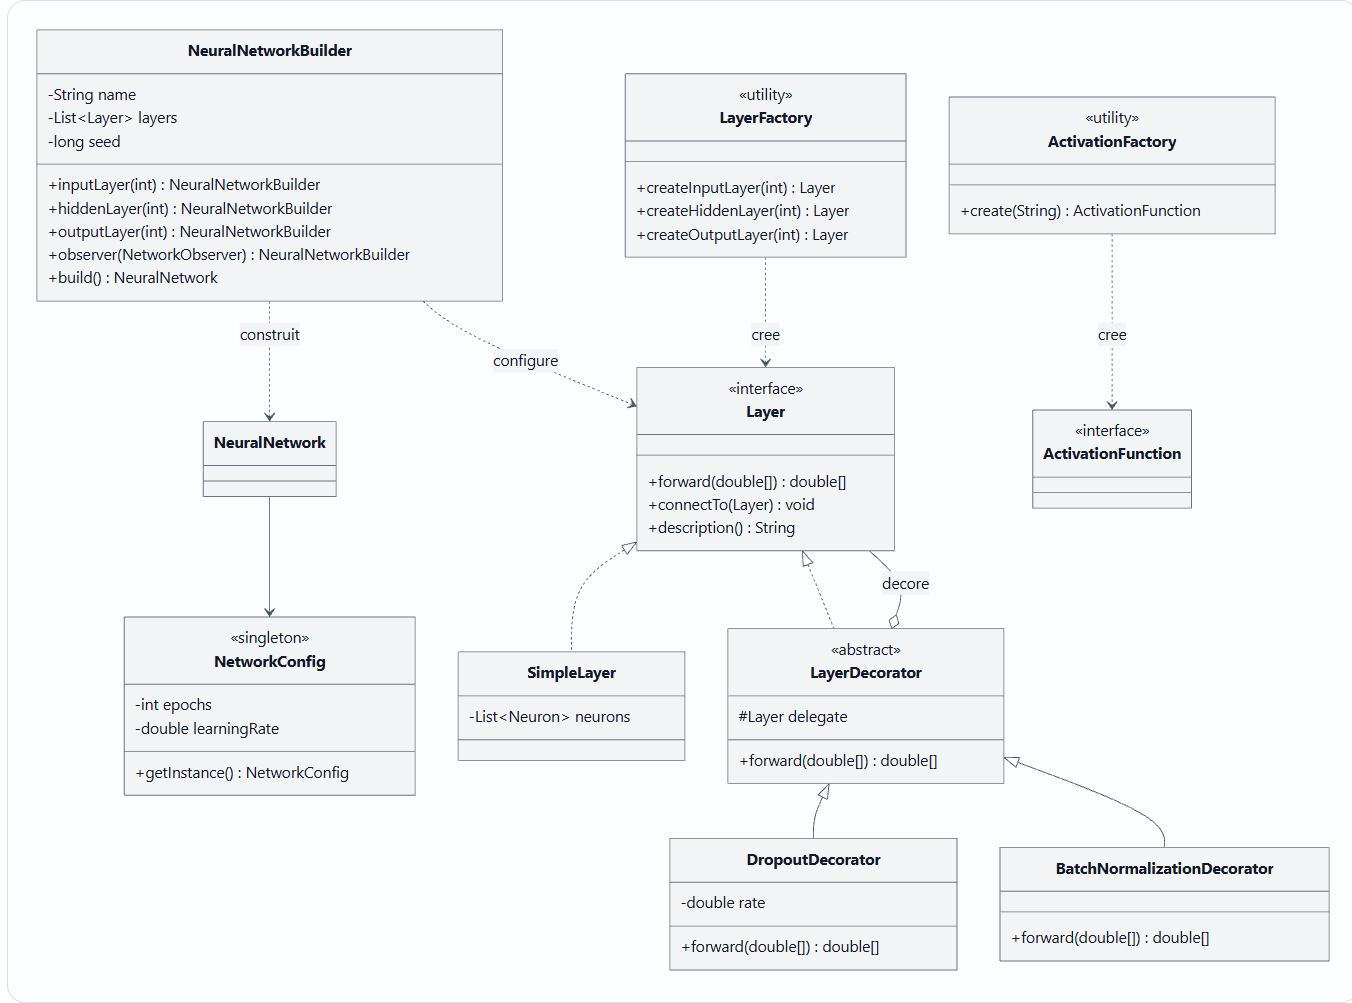 NeuralNetworkBuilder
-String name
-List<Layer> layers
-long seed
+inputLayer(int) : NeuralNetworkBuilder
+hiddenLayer(int) : NeuralNetworkBuilder
+outputLayer(int) : NeuralNetworkBuilder
+observer(NetworkObserver) : NeuralNetworkBuilder
+build() : NeuralNetwork
«utility»
LayerFactory
+createInputLayer(int) : Layer
+createHiddenLayer(int) : Layer
+createOutputLayer(int) : Layer
«utility»
ActivationFactory
+create(String) : ActivationFunction
construit
configure
cree
cree
NeuralNetwork
«interface»
Layer
+forward(double[]) : double[]
+connectTo(Layer) : void
+description() : String
«interface»
ActivationFunction
decore
«singleton»
NetworkConfig
-int epochs
-double learningRate
+getInstance() : NetworkConfig
SimpleLayer
-List<Neuron> neurons
«abstract»
LayerDecorator
#Layer delegate
+forward(double[]) : double[]
DropoutDecorator
-double rate
+forward(double[]) : double[]
BatchNormalizationDecorator
+forward(double[]) : double[]